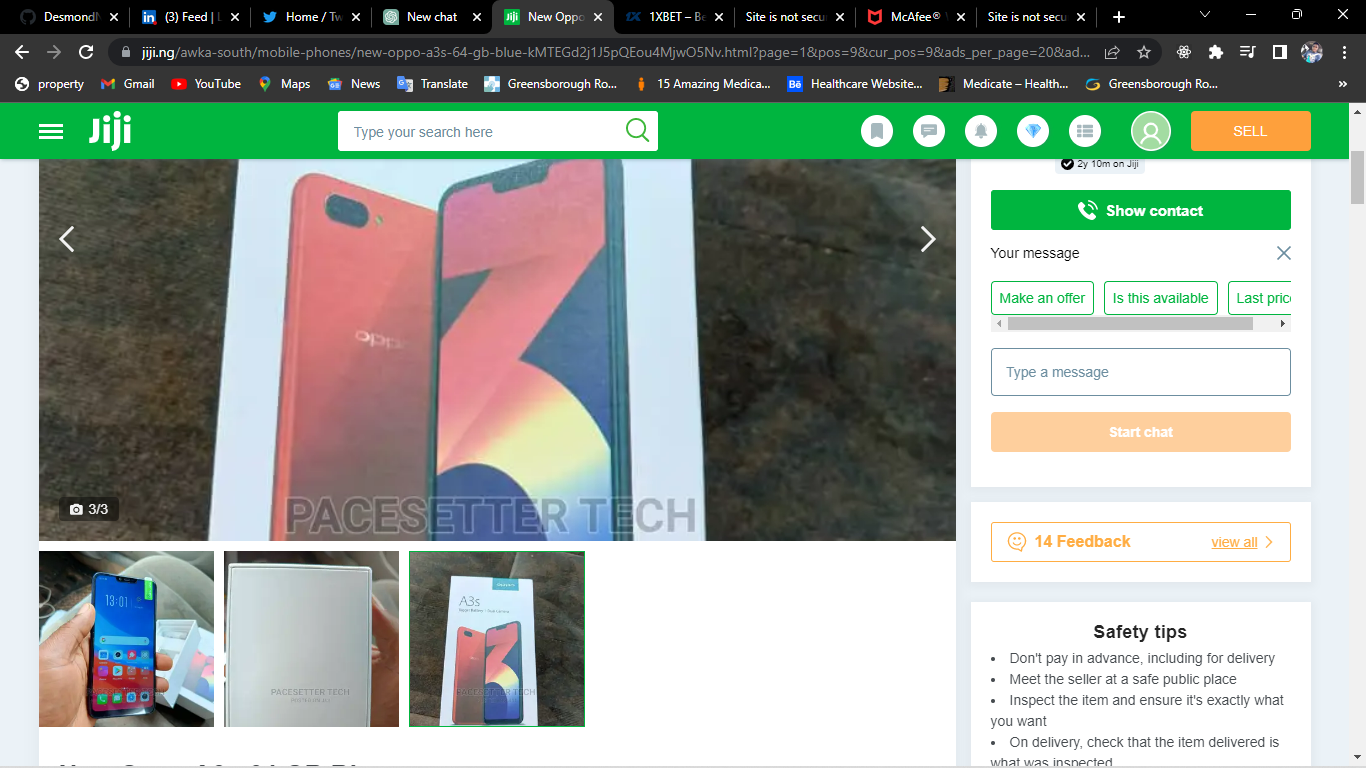 Desmond
(3) Feed | L
Home / Tw
New chat
Jiji
New Oppo
1XBET – Be
Site is not secu
McAfee® V
Site is not secu
jiji.ng/awka-south/mobile-phones/new-oppo-a3s-64-gb-blue-kMTEGd2j1J5pQEou4MjwO5Nv.html?page=1&pos=9&cur_pos=9&ads_per_page=20&ad...
property
Gmail
YouTube
Maps
News
Translate
Greensborough Ro...
15 Amazing Medica...
Healthcare Website...
Medicate – Health...
Greensborough Ro...
»
Jiji
Type your search here
SELL
2y 10m on Jiji
Show contact
Your message
Make an offer
Is this available
Last price
Type a message
Start chat
oppo
PACESETTER TECH
3/3
14 Feedback
view all
13:01
PACESETTER TECH
A3s
PACESETTER TECH
Safety tips
• Don't pay in advance, including for delivery
• Meet the seller at a safe public place
• Inspect the item and ensure it's exactly what
you want
• On delivery, check that the item delivered is
what was inspected